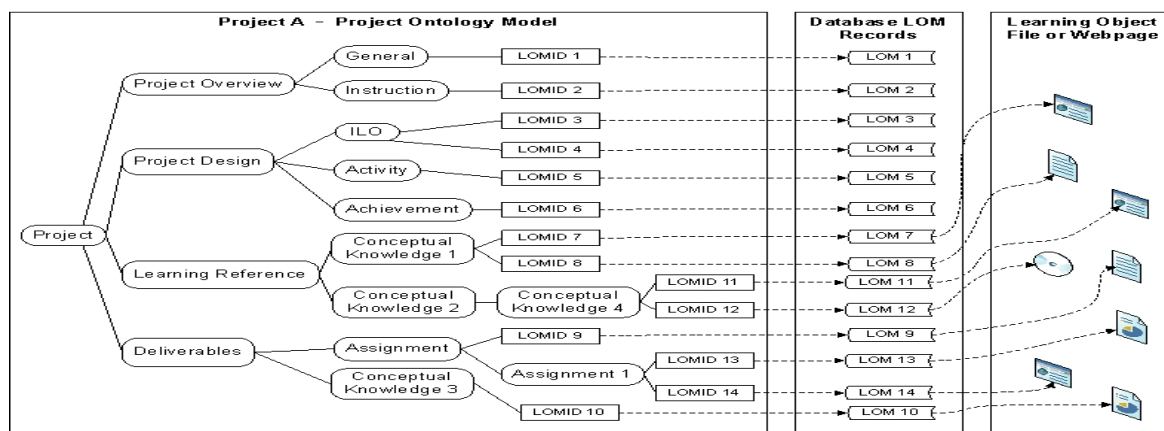 Project A – Project Ontology Model
Database LOM
Records
Learning Object
File or Webpage
Project
Project Overview
General
LOMID 1
LOM 1
Instruction
LOMID 2
LOM 2
Project Design
ILO
LOMID 3
LOM 3
LOMID 4
LOM 4
Activity
LOMID 5
LOM 5
Achievement
LOMID 6
LOM 6
Learning Reference
Conceptual
Knowledge 1
LOMID 7
LOM 7
LOMID 8
LOM 8
Conceptual
Knowledge 2
Conceptual
Knowledge 4
LOMID 11
LOM 11
LOMID 12
LOM 12
Deliverables
Assignment
LOMID 9
LOM 9
Assignment 1
LOMID 13
LOM 13
LOMID 14
LOM 14
Conceptual
Knowledge 3
LOMID 10
LOM 10